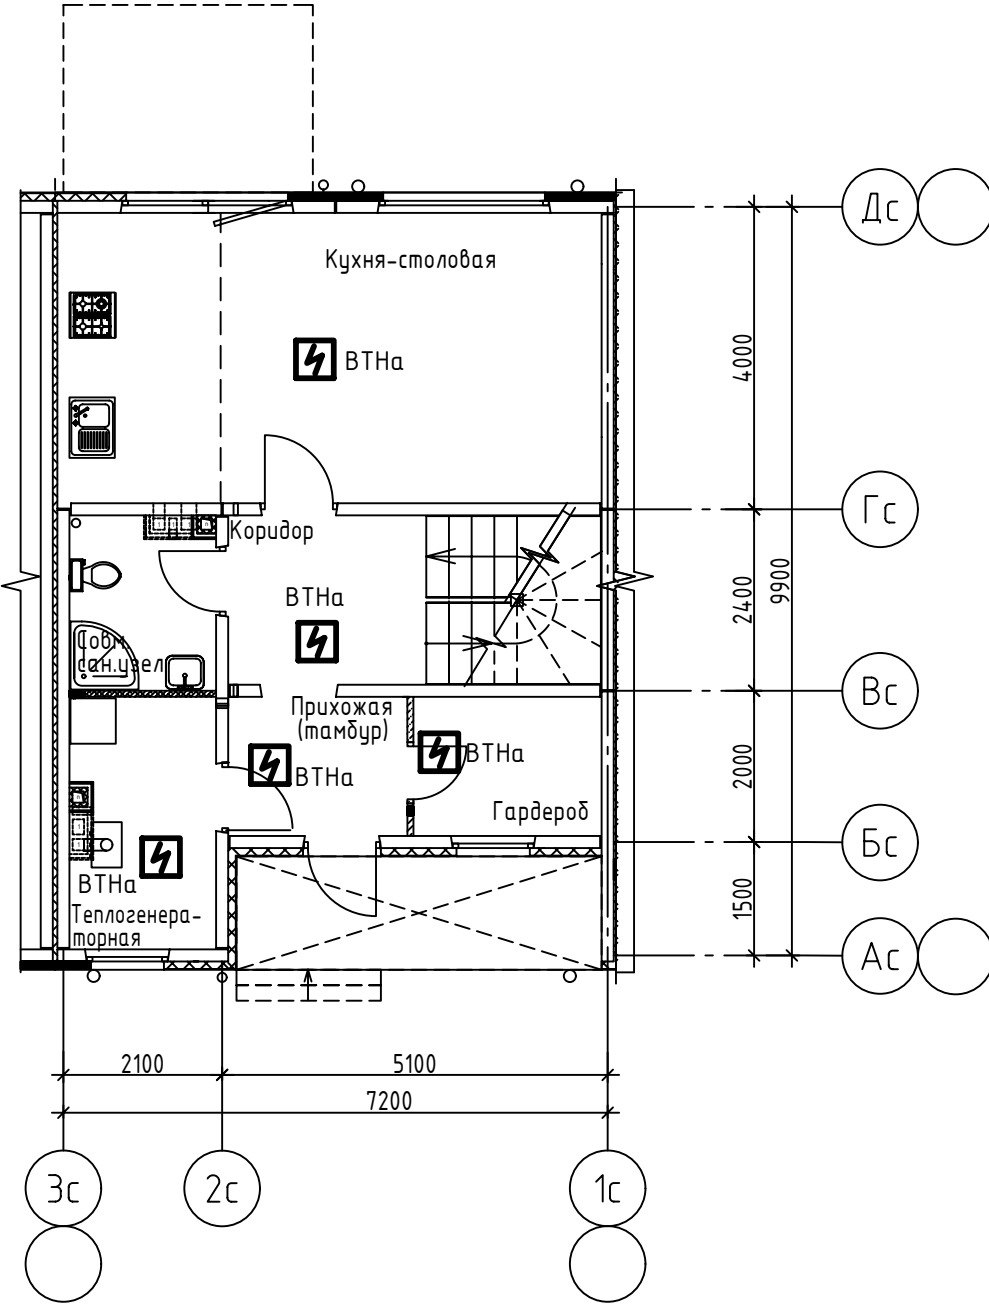 Дс
Кухня-столовая
ВТНа
4000
Гс
Коридор
2400
9900
ВТНа
Совм.
сан.узел
Вс
Прихожая
(тамбур)
ВТНа
ВТНа
2000
Гардероб
Бс
ВТНа
1500
Теплогенера-
торная
Ас
2100
5100
7200
3с
2с
1с